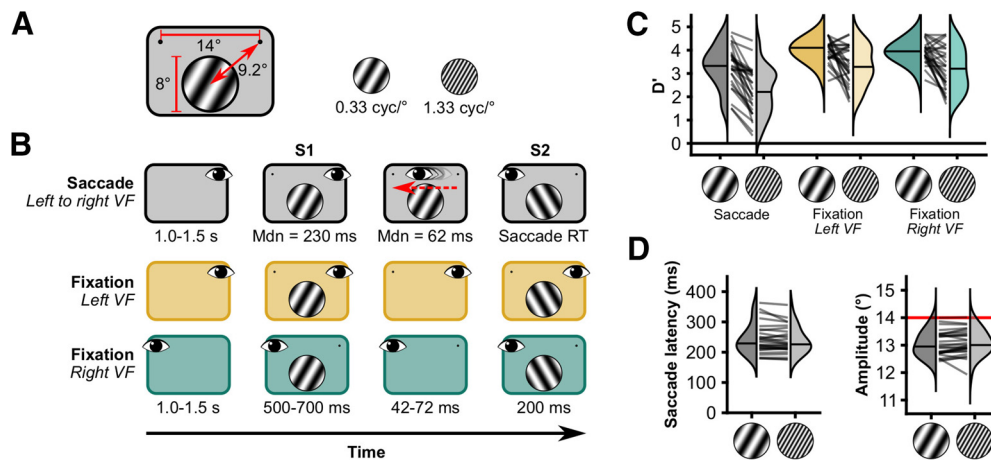 A
14°
9.2°
8°
0.33 cyc/°
1.33 cyc/°
B
S1
S2
Saccade
Left to right VF
1.0-1.5 s
Mdn = 230 ms
Mdn = 62 ms
Saccade RT
Fixation
Left VF
Fixation
Right VF
1.0-1.5 s
500-700 ms
42-72 ms
200 ms
Time
C
D'
5
4
3
2
1
0
Saccade
Fixation
Left VF
Fixation
Right VF
D
Saccade latency (ms)
400
300
200
100
0
Amplitude (°)
15
14
13
12
11